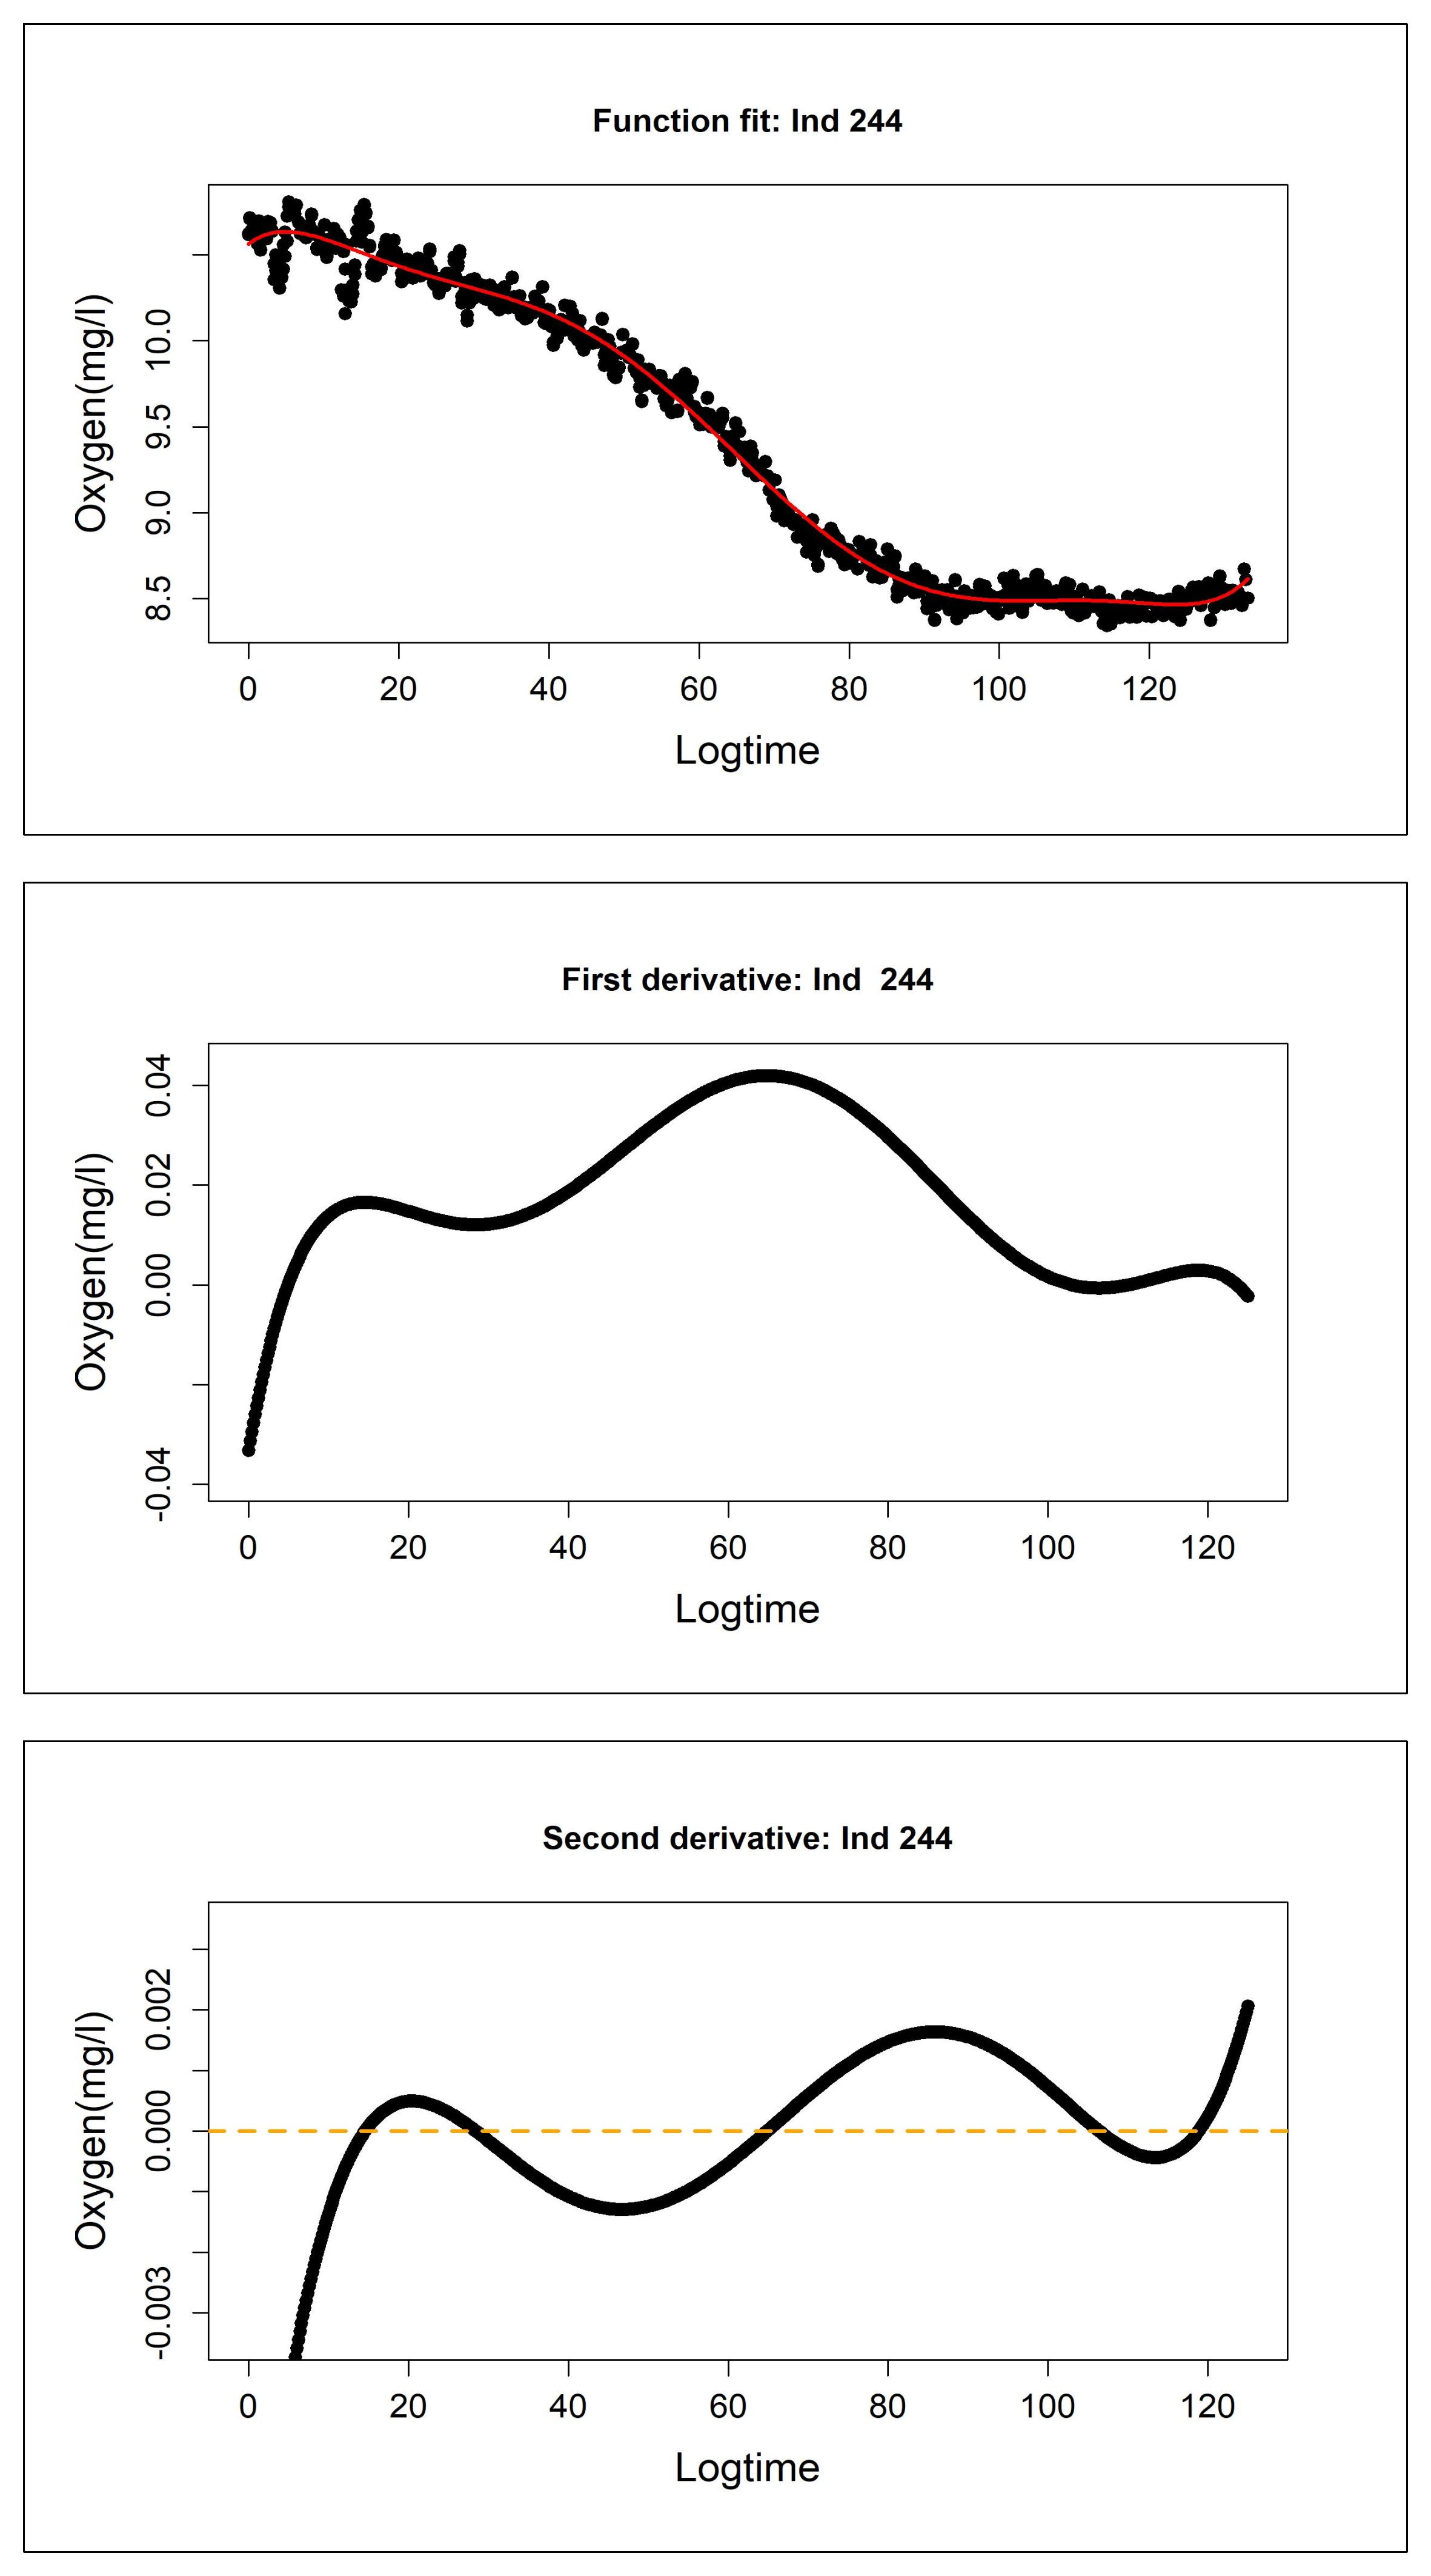 Function fit: Ind 244
Oxygen(mg/l)
10.0
9.5
9.0
8.5
0 20 40 60 80 100 120
Logtime
First derivative: Ind  244
Oxygen(mg/l)
0.04
0.02
0.00
-0.04
0 20 40 60 80 100 120
Logtime
Second derivative: Ind 244
Oxygen(mg/l)
0.002
0.000
-0.003
0 20 40 60 80 100 120
Logtime